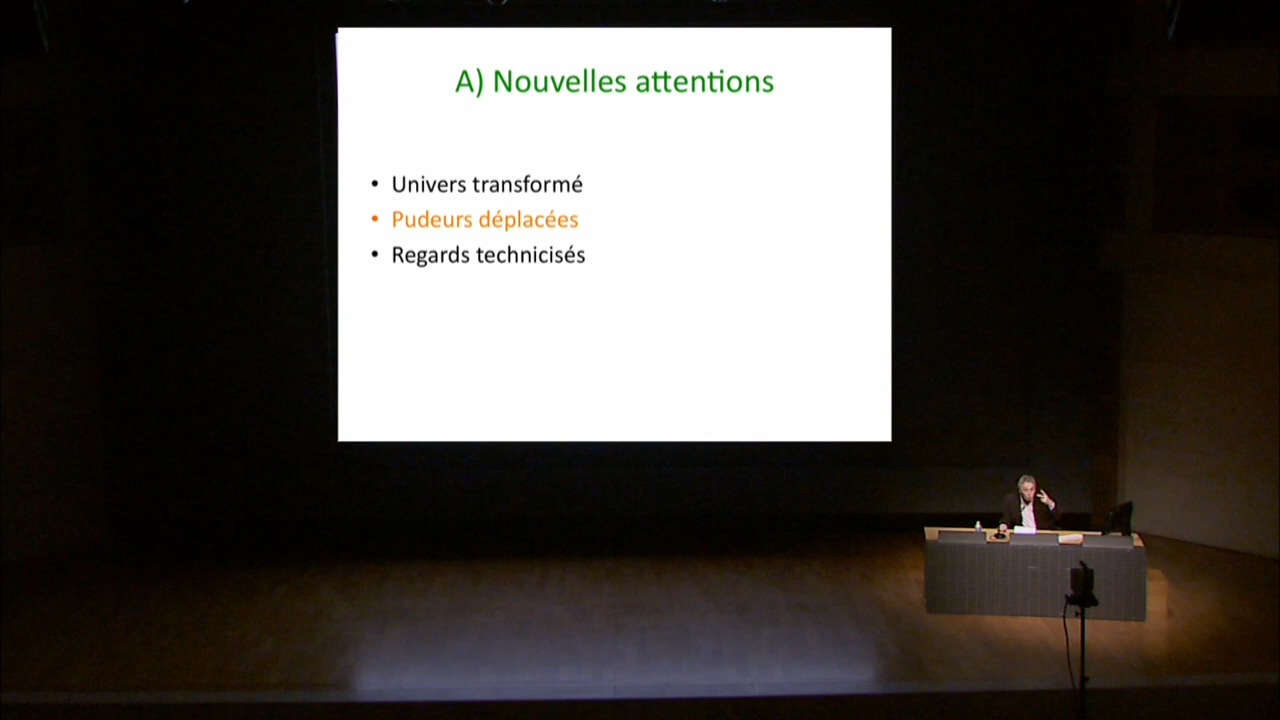 A) Nouvelles attentions
• Univers transformé
• Pudeurs déplacées
• Regards technicisés